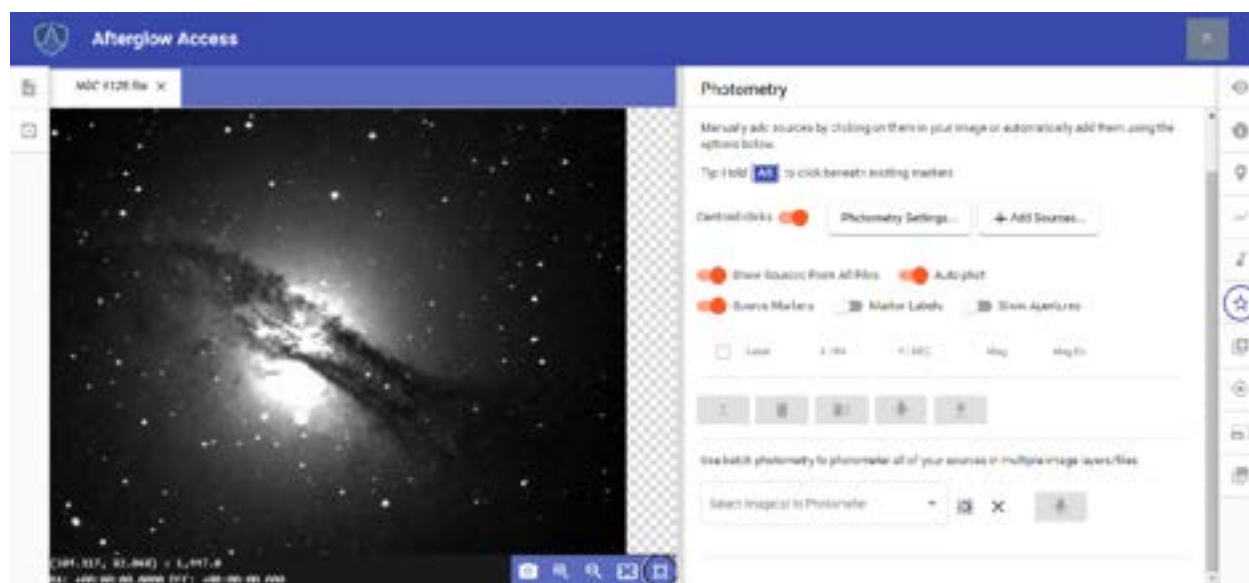 Afterglow Access
NGC 5128
Photometry
Manually add sources by clicking on them in your image or automatically add them using the
options below.
Tip: Hold Alt to click beneath existing markers
Centroid clicks
Photometry Settings...
+ Add Sources...
Show Sources From All Files
Autophot
Source Markers
Marker Labels
Show Apertures
Label
Mag
Use batch photometry to photometer all of your sources in multiple image layers/files
Select Image(s) to Photometer